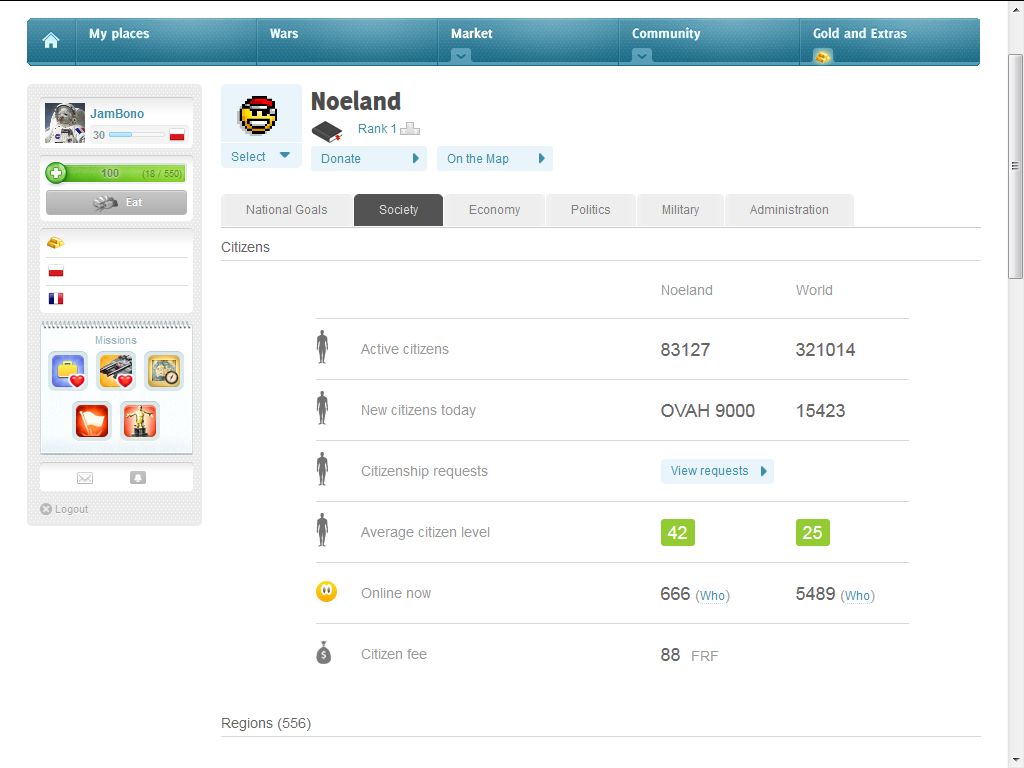 My places
Wars
Market
Community
Gold and Extras
JamBono
30
100 (18 / 550)
Eat
Missions
Logout
Select
Noeland
Rank 1
Donate
On the Map
National Goals
Society
Economy
Politics
Military
Administration
Citizens
Noeland World
Active citizens 83127 321014
New citizens today OVAH 9000 15423
Citizenship requests View requests
Average citizen level 42 25
Online now 666 (Who) 5489 (Who)
Citizen fee 88 FRF
Regions (556)